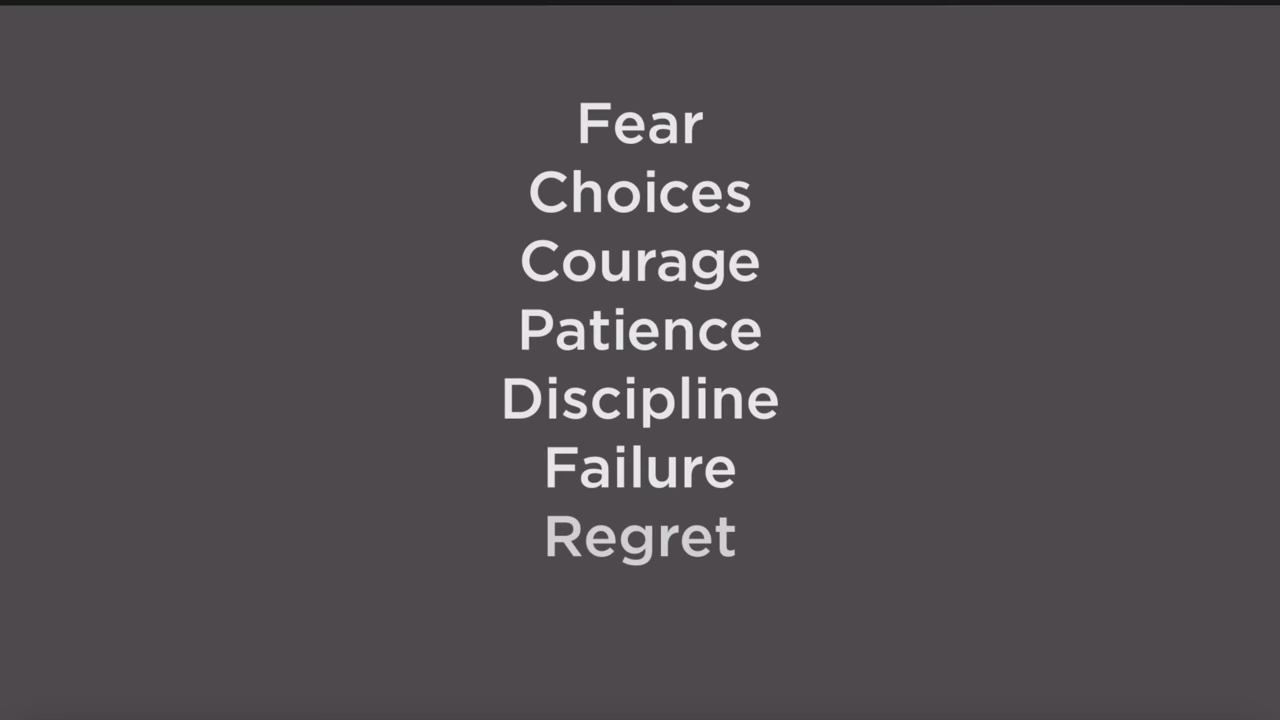 Fear
Choices
Courage
Patience
Discipline
Failure
Regret